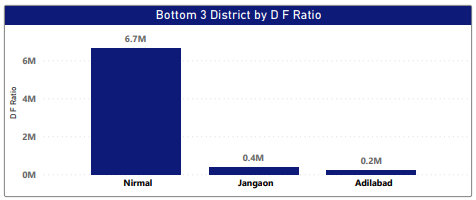 Bottom 3 District by D F Ratio
D F Ratio
6M
4M
2M
0M
6.7M
0.4M
0.2M
Nirmal
Jangaon
Adilabad